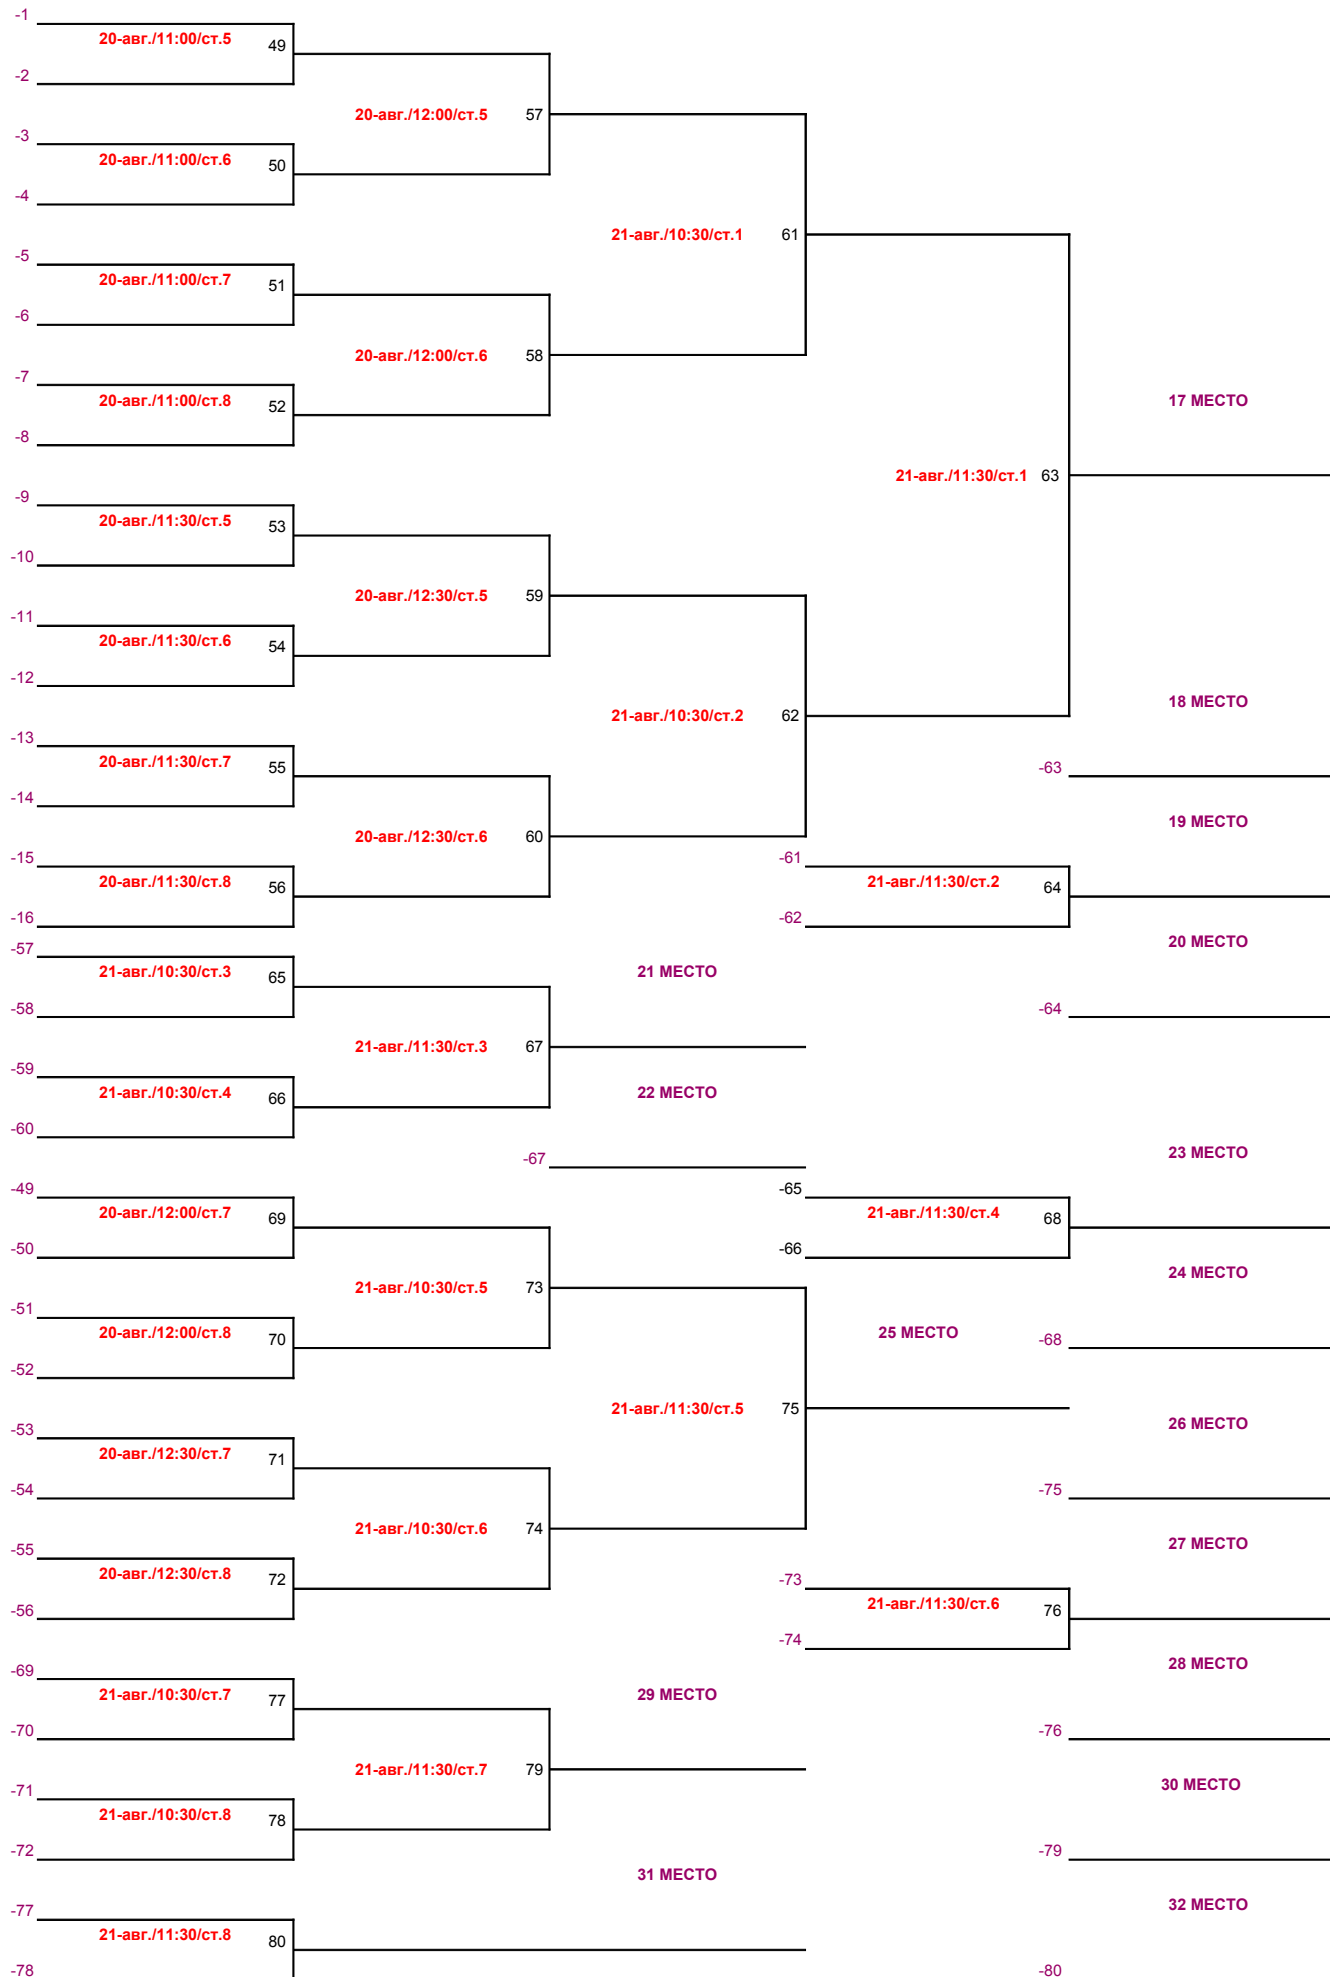 -1
20-авг./11:00/ст.5 49
-2
20-авг./12:00/ст.5 57
-3
20-авг./11:00/ст.6 50
-4
21-авг./10:30/ст.1 61
-5
20-авг./11:00/ст.7 51
-6
20-авг./12:00/ст.6 58
-7
20-авг./11:00/ст.8 52 17 МЕСТО
-8
21-авг./11:30/ст.1 63
-9
20-авг./11:30/ст.5 53
-10
20-авг./12:30/ст.5 59
-11
20-авг./11:30/ст.6 54
-12
18 МЕСТО
21-авг./10:30/ст.2 62
-13
20-авг./11:30/ст.7 55 -63
-14
19 МЕСТО
20-авг./12:30/ст.6 60
-15 -61
20-авг./11:30/ст.8 56 21-авг./11:30/ст.2 64
-16 -62
-57 20 МЕСТО
21-авг./10:30/ст.3 65 21 МЕСТО
-58 -64
21-авг./11:30/ст.3 67
-59
21-авг./10:30/ст.4 66 22 МЕСТО
-60
-67 23 МЕСТО
-49 -65
20-авг./12:00/ст.7 69 21-авг./11:30/ст.4 68
-50 -66
24 МЕСТО
21-авг./10:30/ст.5 73
-51
20-авг./12:00/ст.8 70 25 МЕСТО -68
-52
21-авг./11:30/ст.5 75
-53 26 МЕСТО
20-авг./12:30/ст.7 71
-54 -75
21-авг./10:30/ст.6 74
-55 27 МЕСТО
20-авг./12:30/ст.8 72 -73
-56 21-авг./11:30/ст.6 76
-74
-69 28 МЕСТО
21-авг./10:30/ст.7 77 29 МЕСТО
-70 -76
21-авг./11:30/ст.7 79
-71 30 МЕСТО
21-авг./10:30/ст.8 78
-72 -79
31 МЕСТО
-77 32 МЕСТО
21-авг./11:30/ст.8 80
-78 -80